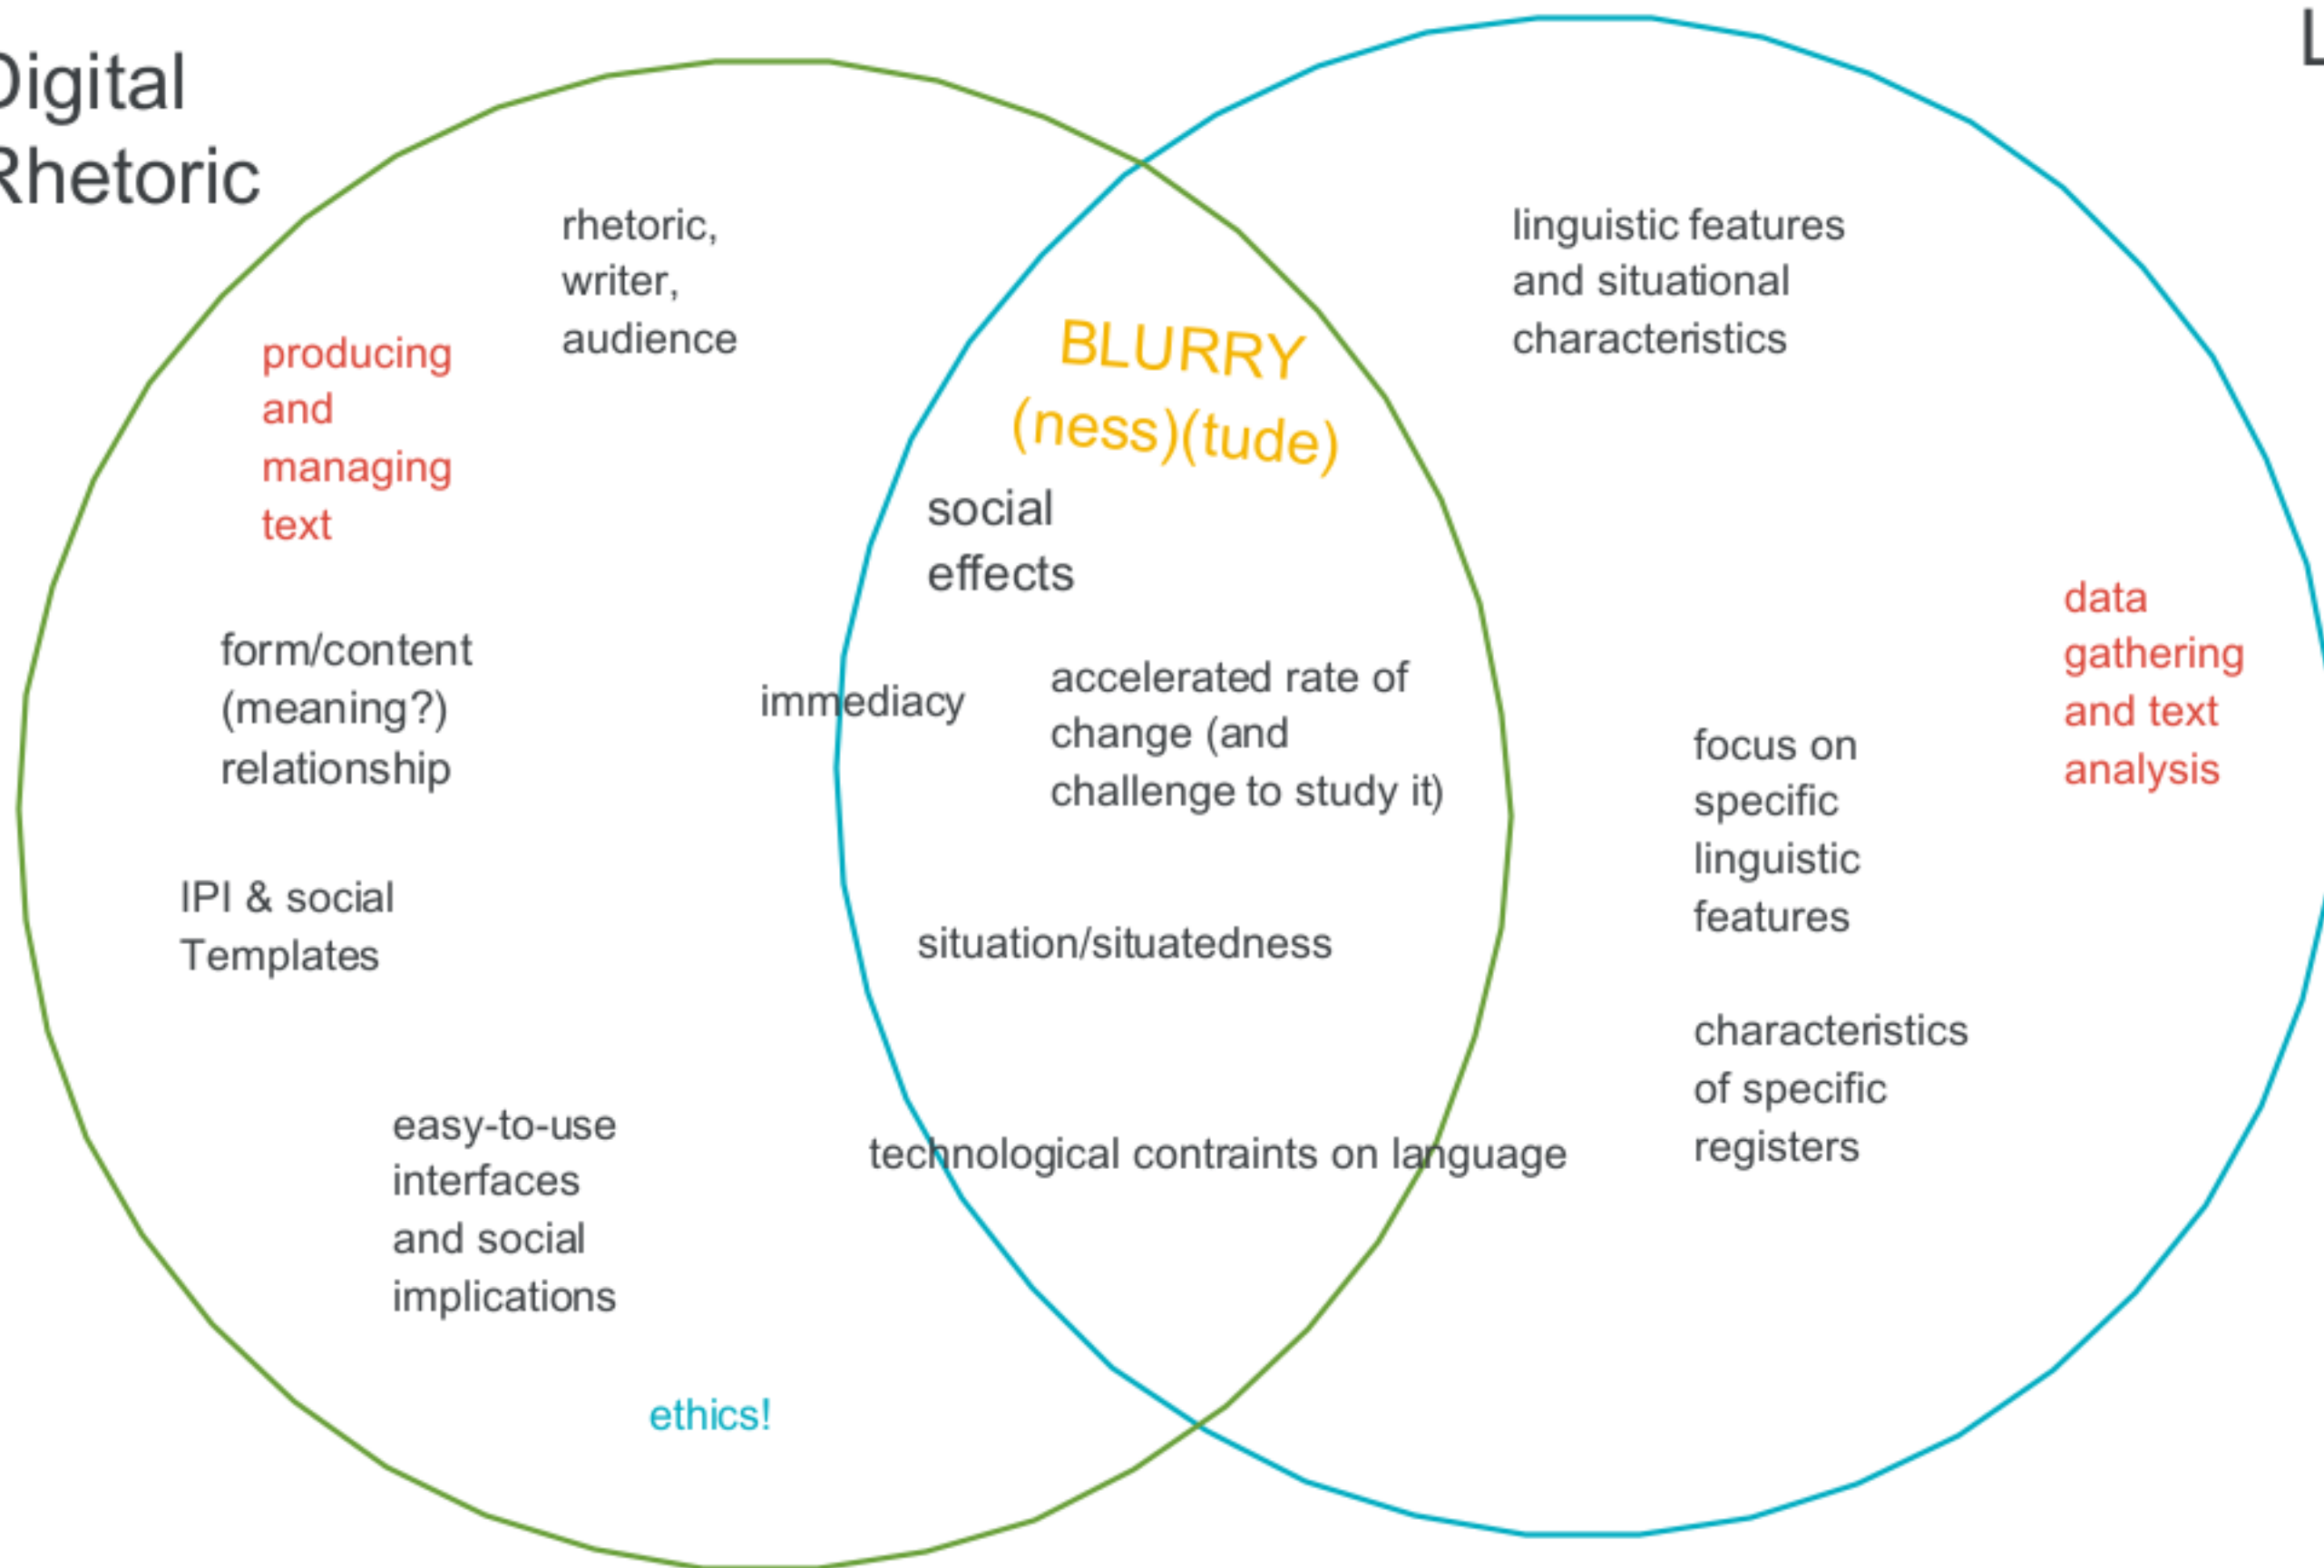 Digital
Rhetoric
rhetoric,
writer,
audience
producing
and
managing
text
form/content
(meaning?)
relationship
IPI & social
Templates
easy-to-use
interfaces
and social
implications
ethics!
BLURRY
(ness)(tude)
social
effects
immediacy
accelerated rate of
change (and
challenge to study it)
situation/situatedness
technological contraints on language
linguistic features
and situational
characteristics
data
gathering
and text
analysis
focus on
specific
linguistic
features
characteristics
of specific
registers